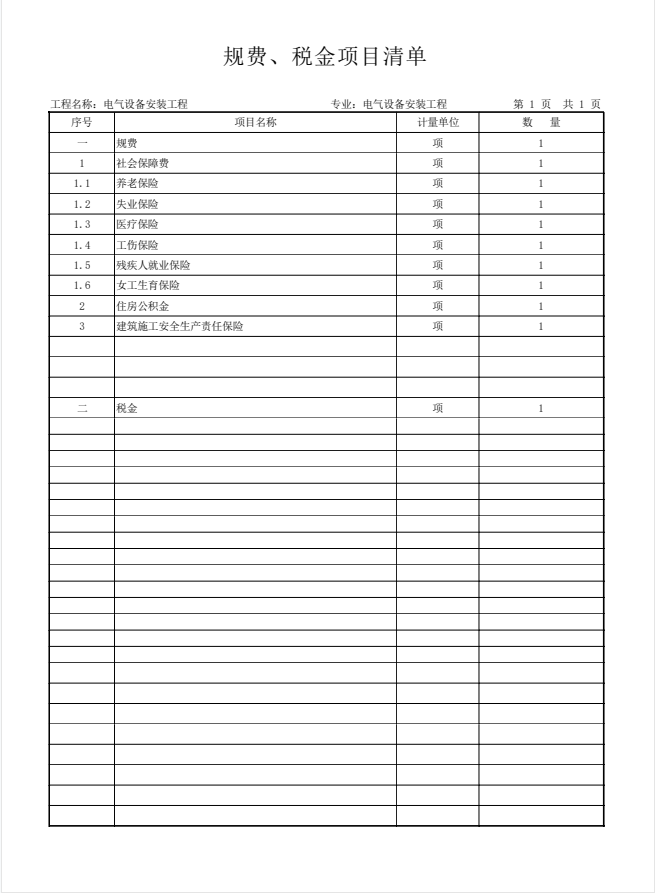 规费、税金项目清单
工程名称：电气设备安装工程 专业：电气设备安装工程 第 1 页 共 1 页
序号 项目名称 计量单位 数 量
一 规费 项 1
1 社会保障费 项 1
1.1 养老保险 项 1
1.2 失业保险 项 1
1.3 医疗保险 项 1
1.4 工伤保险 项 1
1.5 残疾人就业保险 项 1
1.6 女工生育保险 项 1
2 住房公积金 项 1
3 建筑施工安全生产责任保险 项 1
二 税金 项 1